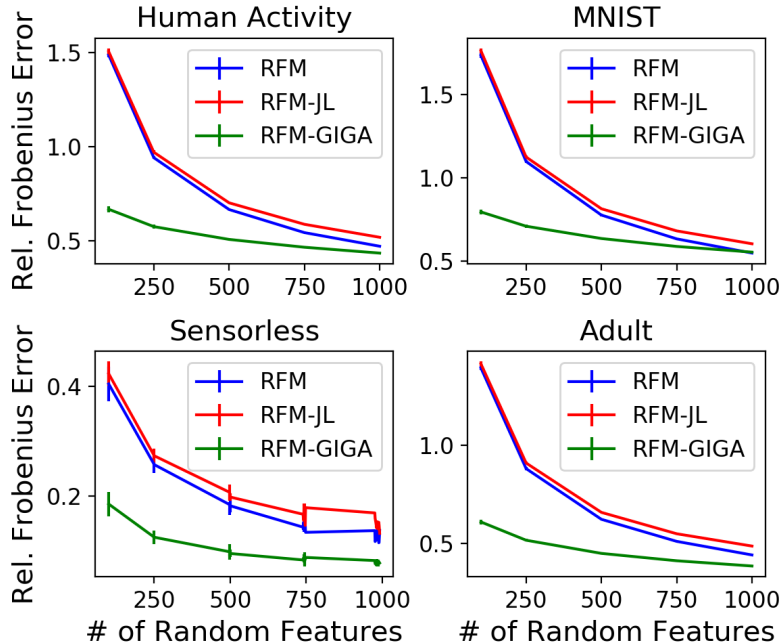 Human Activity
Rel. Frobenius Error
1.5
1.0
0.5
RFM
RFM-JL
RFM-GIGA
250
500
750
1000
MNIST
1.5
1.0
0.5
RFM
RFM-JL
RFM-GIGA
250
500
750
1000
Sensorless
Rel. Frobenius Error
0.4
0.2
RFM
RFM-JL
RFM-GIGA
250
500
750
1000
# of Random Features
Adult
1.0
0.5
RFM
RFM-JL
RFM-GIGA
250
500
750
1000
# of Random Features